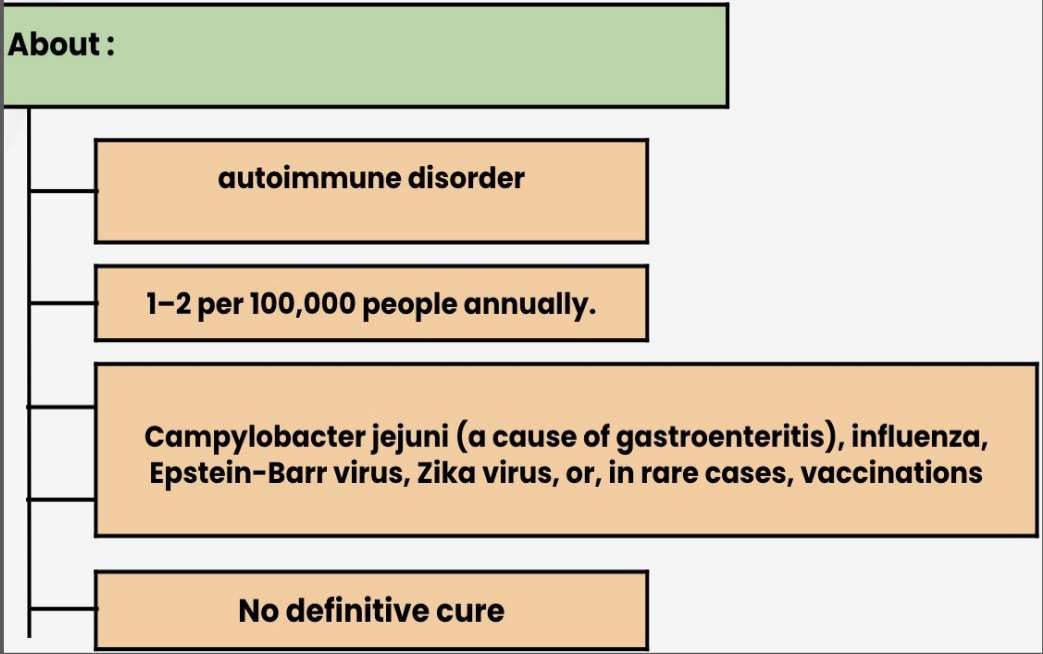 About :
autoimmune disorder
1–2 per 100,000 people annually.
Campylobacter jejuni (a cause of gastroenteritis), influenza,
Epstein-Barr virus, Zika virus, or, in rare cases, vaccinations
No definitive cure